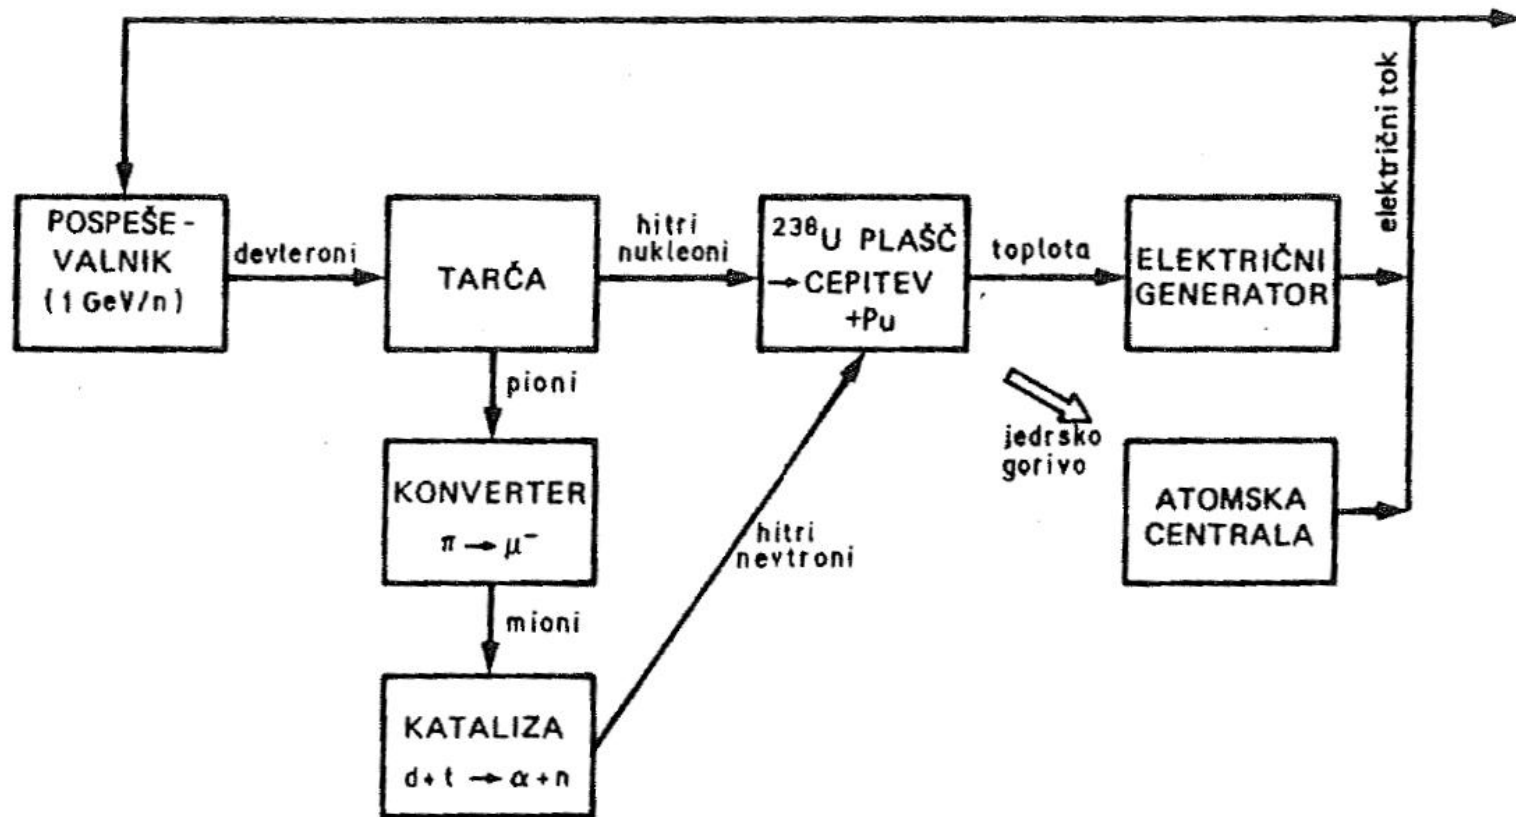 električni tok
POSPEŠE-
VALNIK
(1 GeV/n)
devteroni
TARČA
hitri
nukleoni
²³⁸U PLAŠČ
→ CEPITEV
+Pu
toplota
ELEKTRIČNI
GENERATOR
pioni
jedrsko
gorivo
KONVERTER
π → μ⁻
hitri
nevtroni
ATOMSKA
CENTRALA
mioni
KATALIZA
d+t → α+n